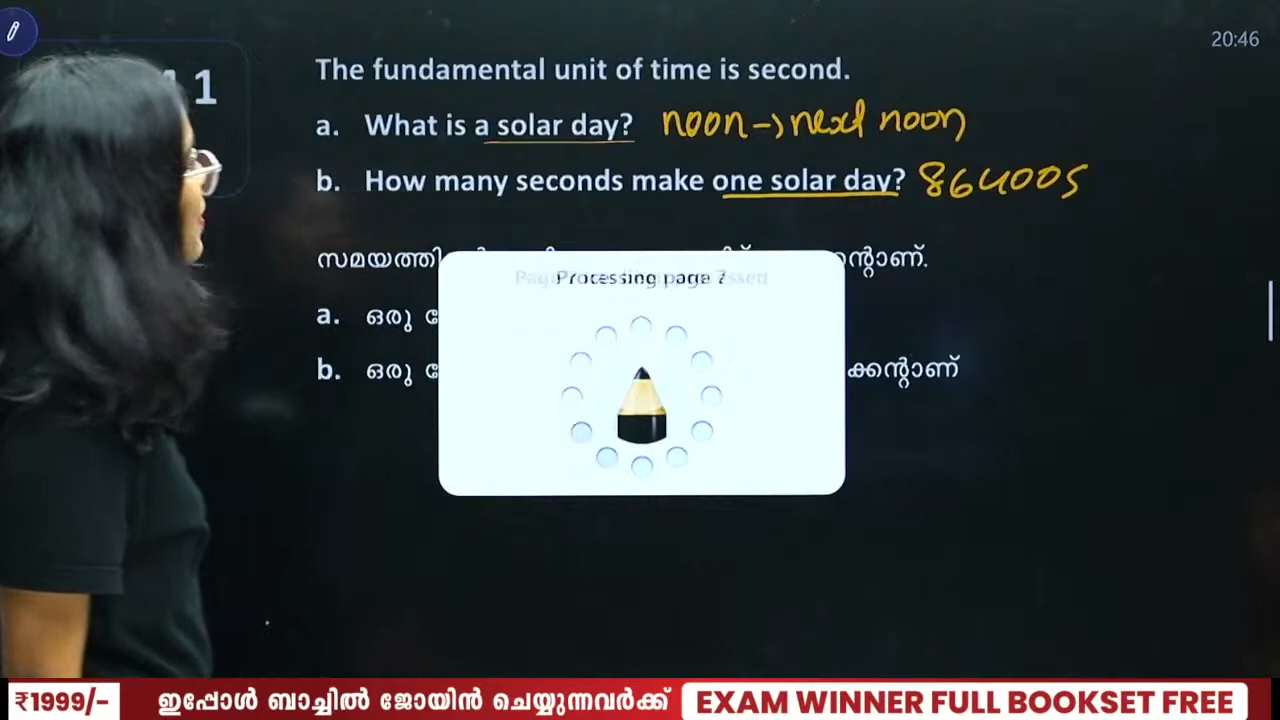 20:46
1
The fundamental unit of time is second.
a. What is a solar day? noon → next noon
b. How many seconds make one solar day? 86400s
സമയത്തി ന്റാണ്.
a. ഒരു
Processing page
b. ഒരു ക്കന്റാണ്
₹1999/- ഇപ്പോൾ ബാച്ചിൽ ജോയിൻ ചെയ്യുന്നവർക്ക് EXAM WINNER FULL BOOKSET FREE